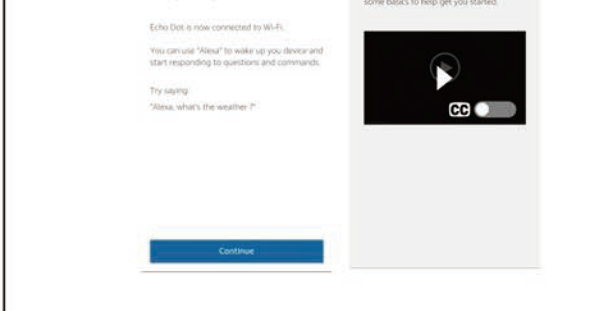 some basics to help get you started.
Echo Dot is now connected to Wi-Fi.
You can use "Alexa" to wake up you device and
start responding to questions and commands.
Try saying:
"Alexa, what's the weather ?"
CC
Continue